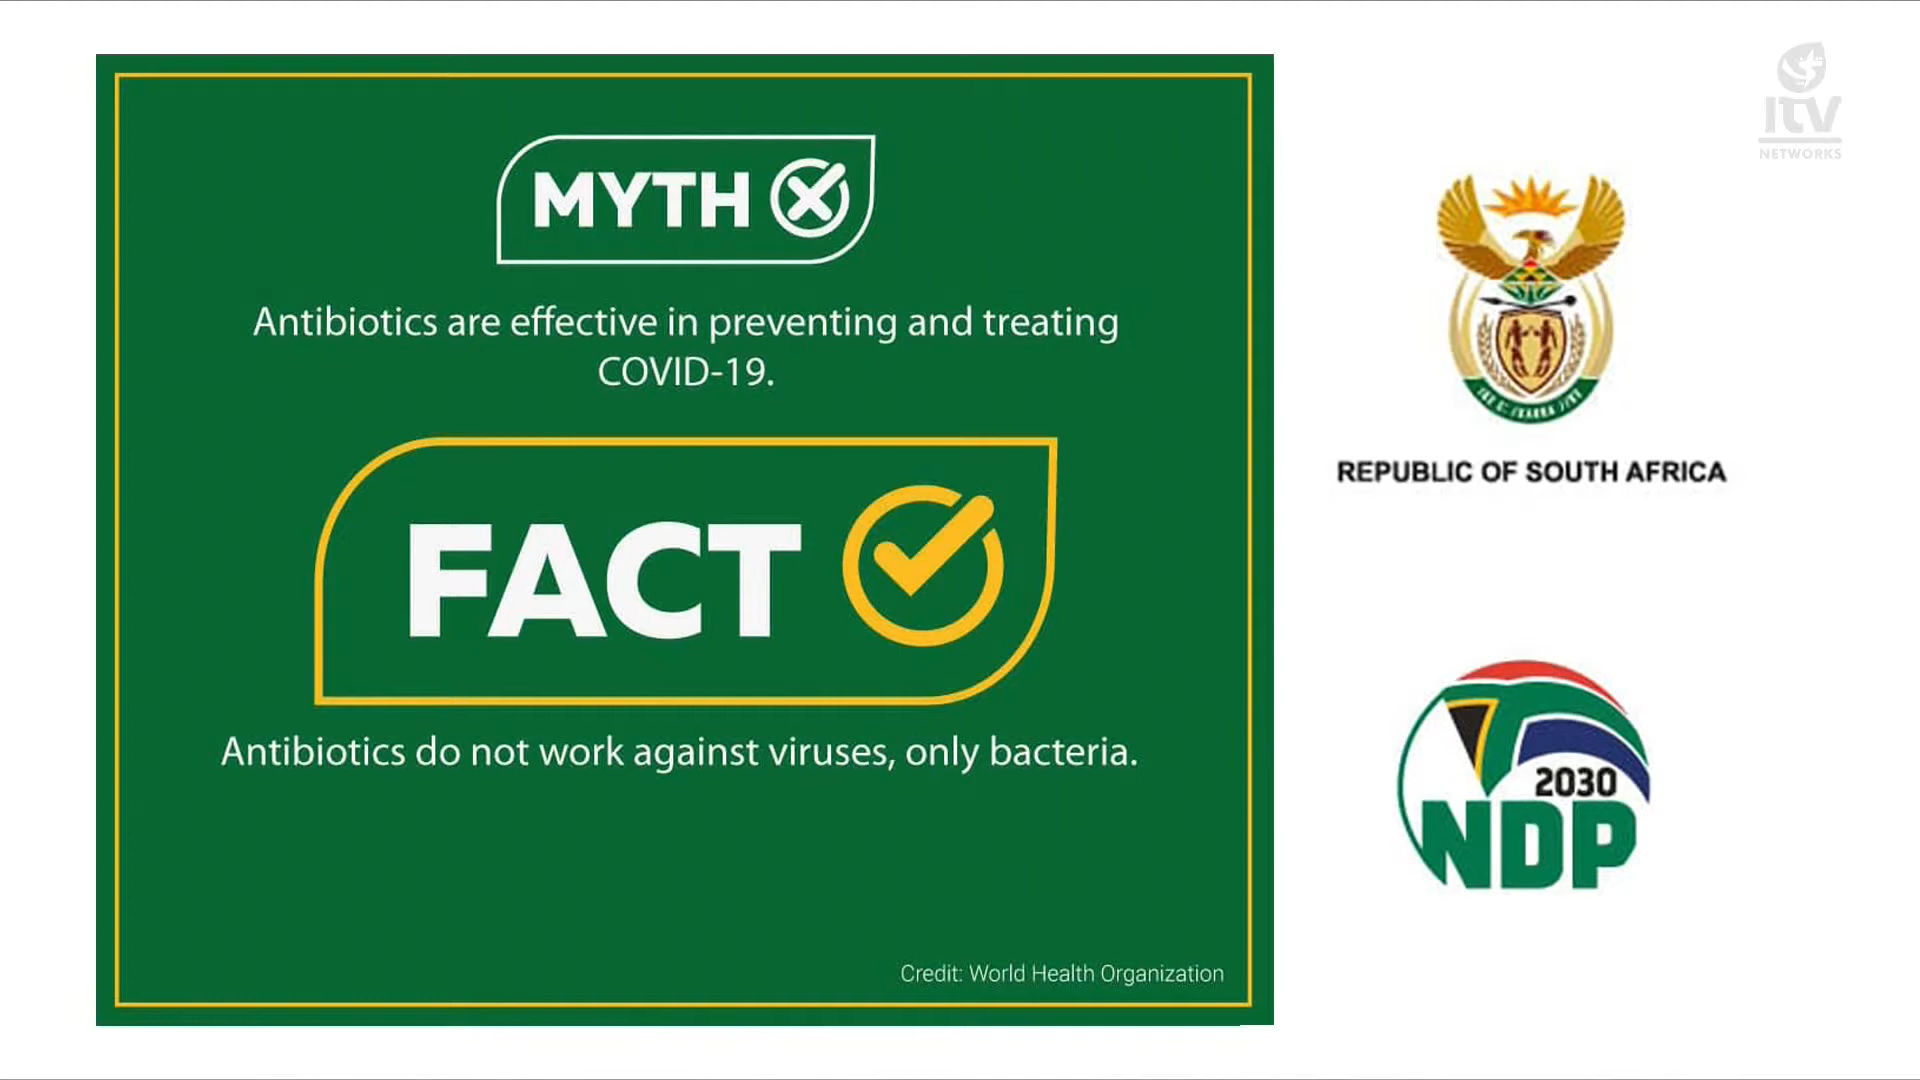 MYTH
Antibiotics are effective in preventing and treating
COVID-19.
FACT
Antibiotics do not work against viruses, only bacteria.
Credit: World Health Organization
itv
NETWORKS
REPUBLIC OF SOUTH AFRICA
2030
NDP